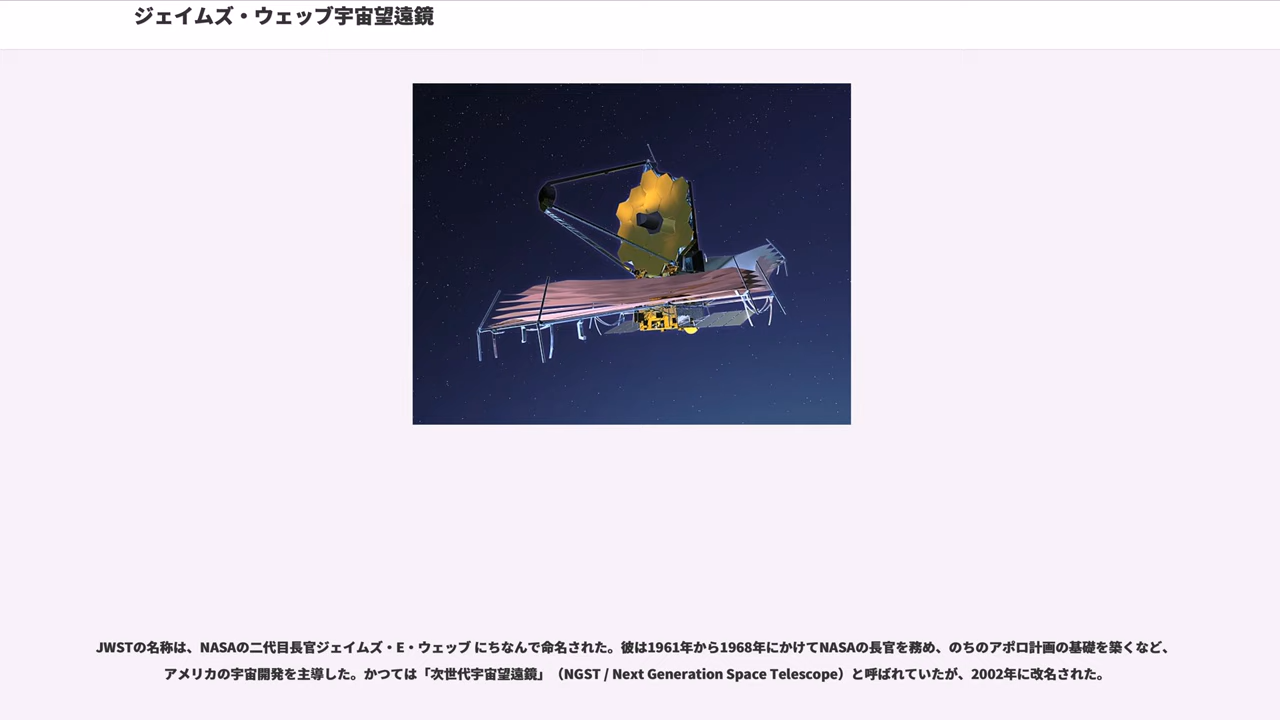 ジェイムズ・ウェッブ宇宙望遠鏡
JWSTの名称は、NASAの二代目長官ジェイムズ・E・ウェッブ にちなんで命名された。彼は1961年から1968年にかけてNASAの長官を務め、のちのアポロ計画の基礎を築くなど、
アメリカの宇宙開発を主導した。かつては「次世代宇宙望遠鏡」（NGST / Next Generation Space Telescope）と呼ばれていたが、2002年に改名された。